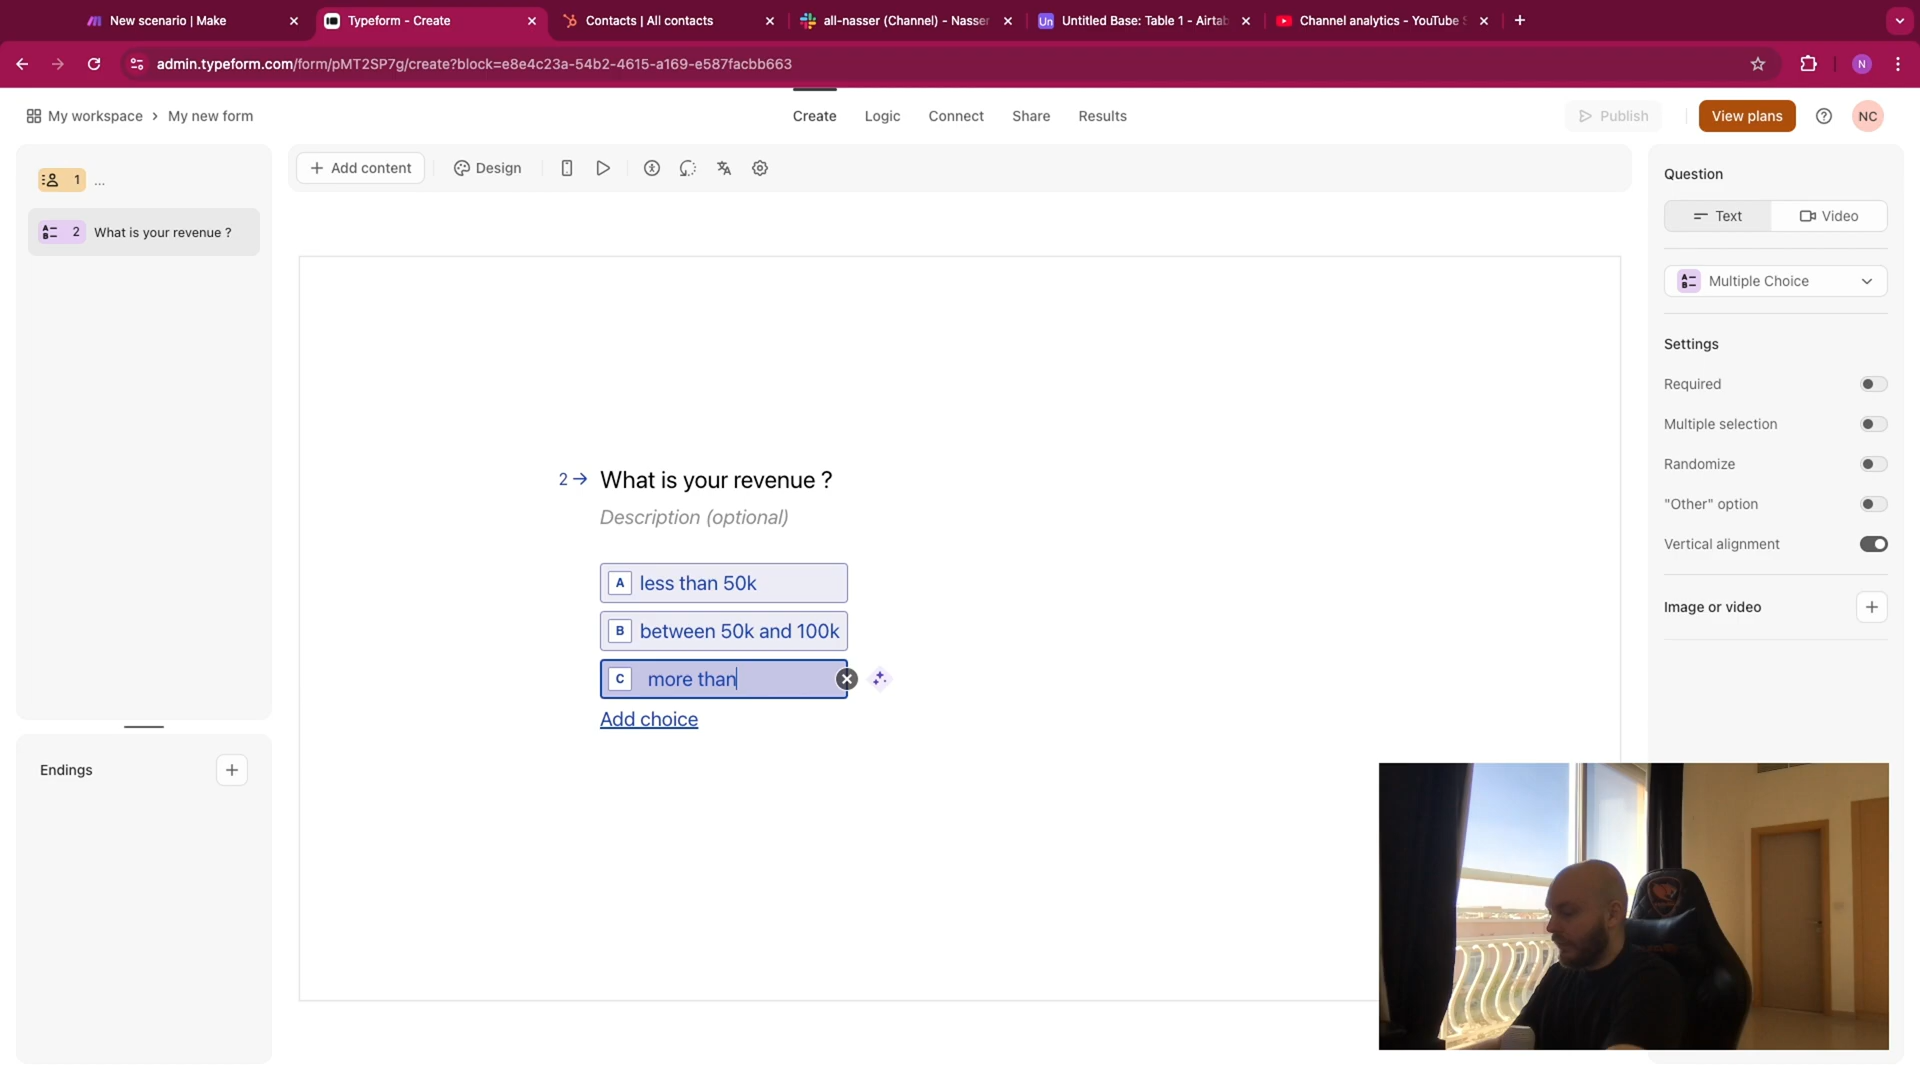 New scenario | Make
Typeform - Create
Contacts | All contacts
all-nasser (Channel) - Nasser
Untitled Base: Table 1 - Airtab
Channel analytics - YouTube S
admin.typeform.com/form/pMT2SP7g/create?block=e8e4c23a-54b2-4615-a169-e587facbb663
N
My workspace › My new form
Create
Logic
Connect
Share
Results
Publish
View plans
NC
1 ...
A B 2 What is your revenue ?
Add content
Design
Question
Text
Video
A B Multiple Choice
Settings
Required
Multiple selection
Randomize
"Other" option
Vertical alignment
Image or video
2 → What is your revenue ?
Description (optional)
A less than 50k
B between 50k and 100k
C more than
Add choice
Endings